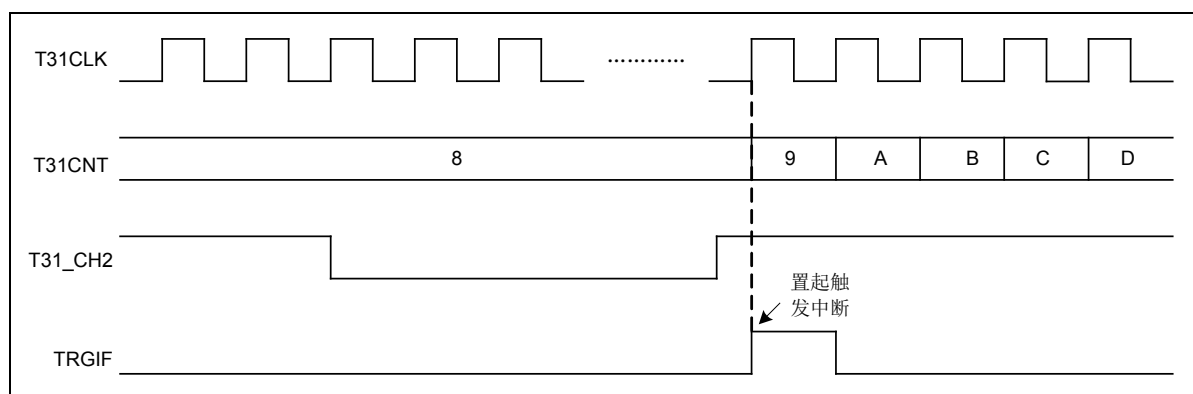 T31CLK
…………
T31CNT
8
9
A
B
C
D
T31_CH2
置起触
发中断
TRGIF